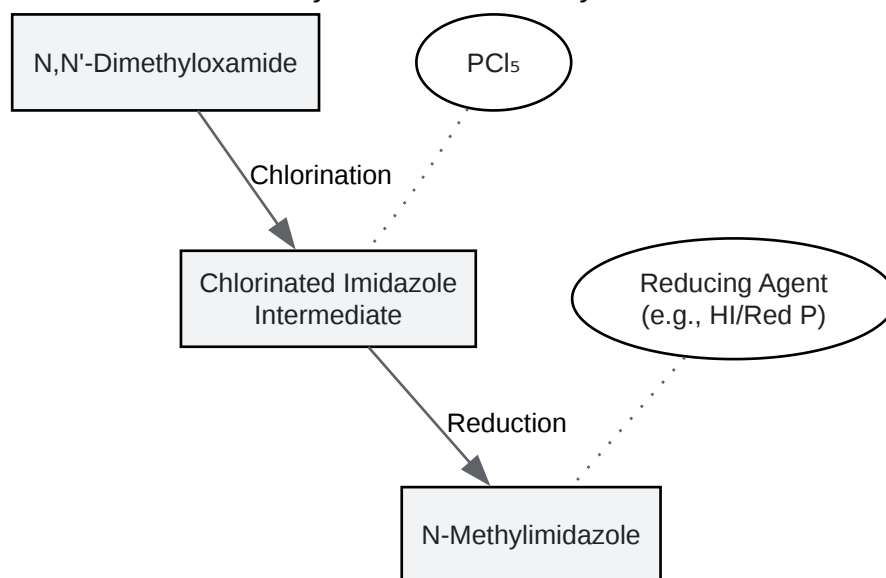 N,N'-Dimethyloxamide
PCl₅
Chlorination
Chlorinated Imidazole
Intermediate
Reducing Agent
(e.g., HI/Red P)
Reduction
N-Methylimidazole